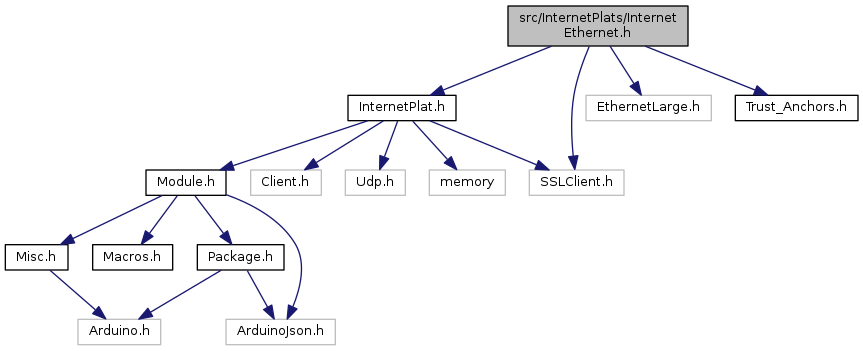 src/InternetPlats/Internet
Ethernet.h
InternetPlat.h
EthernetLarge.h
Trust_Anchors.h
Module.h
Client.h
Udp.h
memory
SSLClient.h
Misc.h
Macros.h
Package.h
Arduino.h
ArduinoJson.h